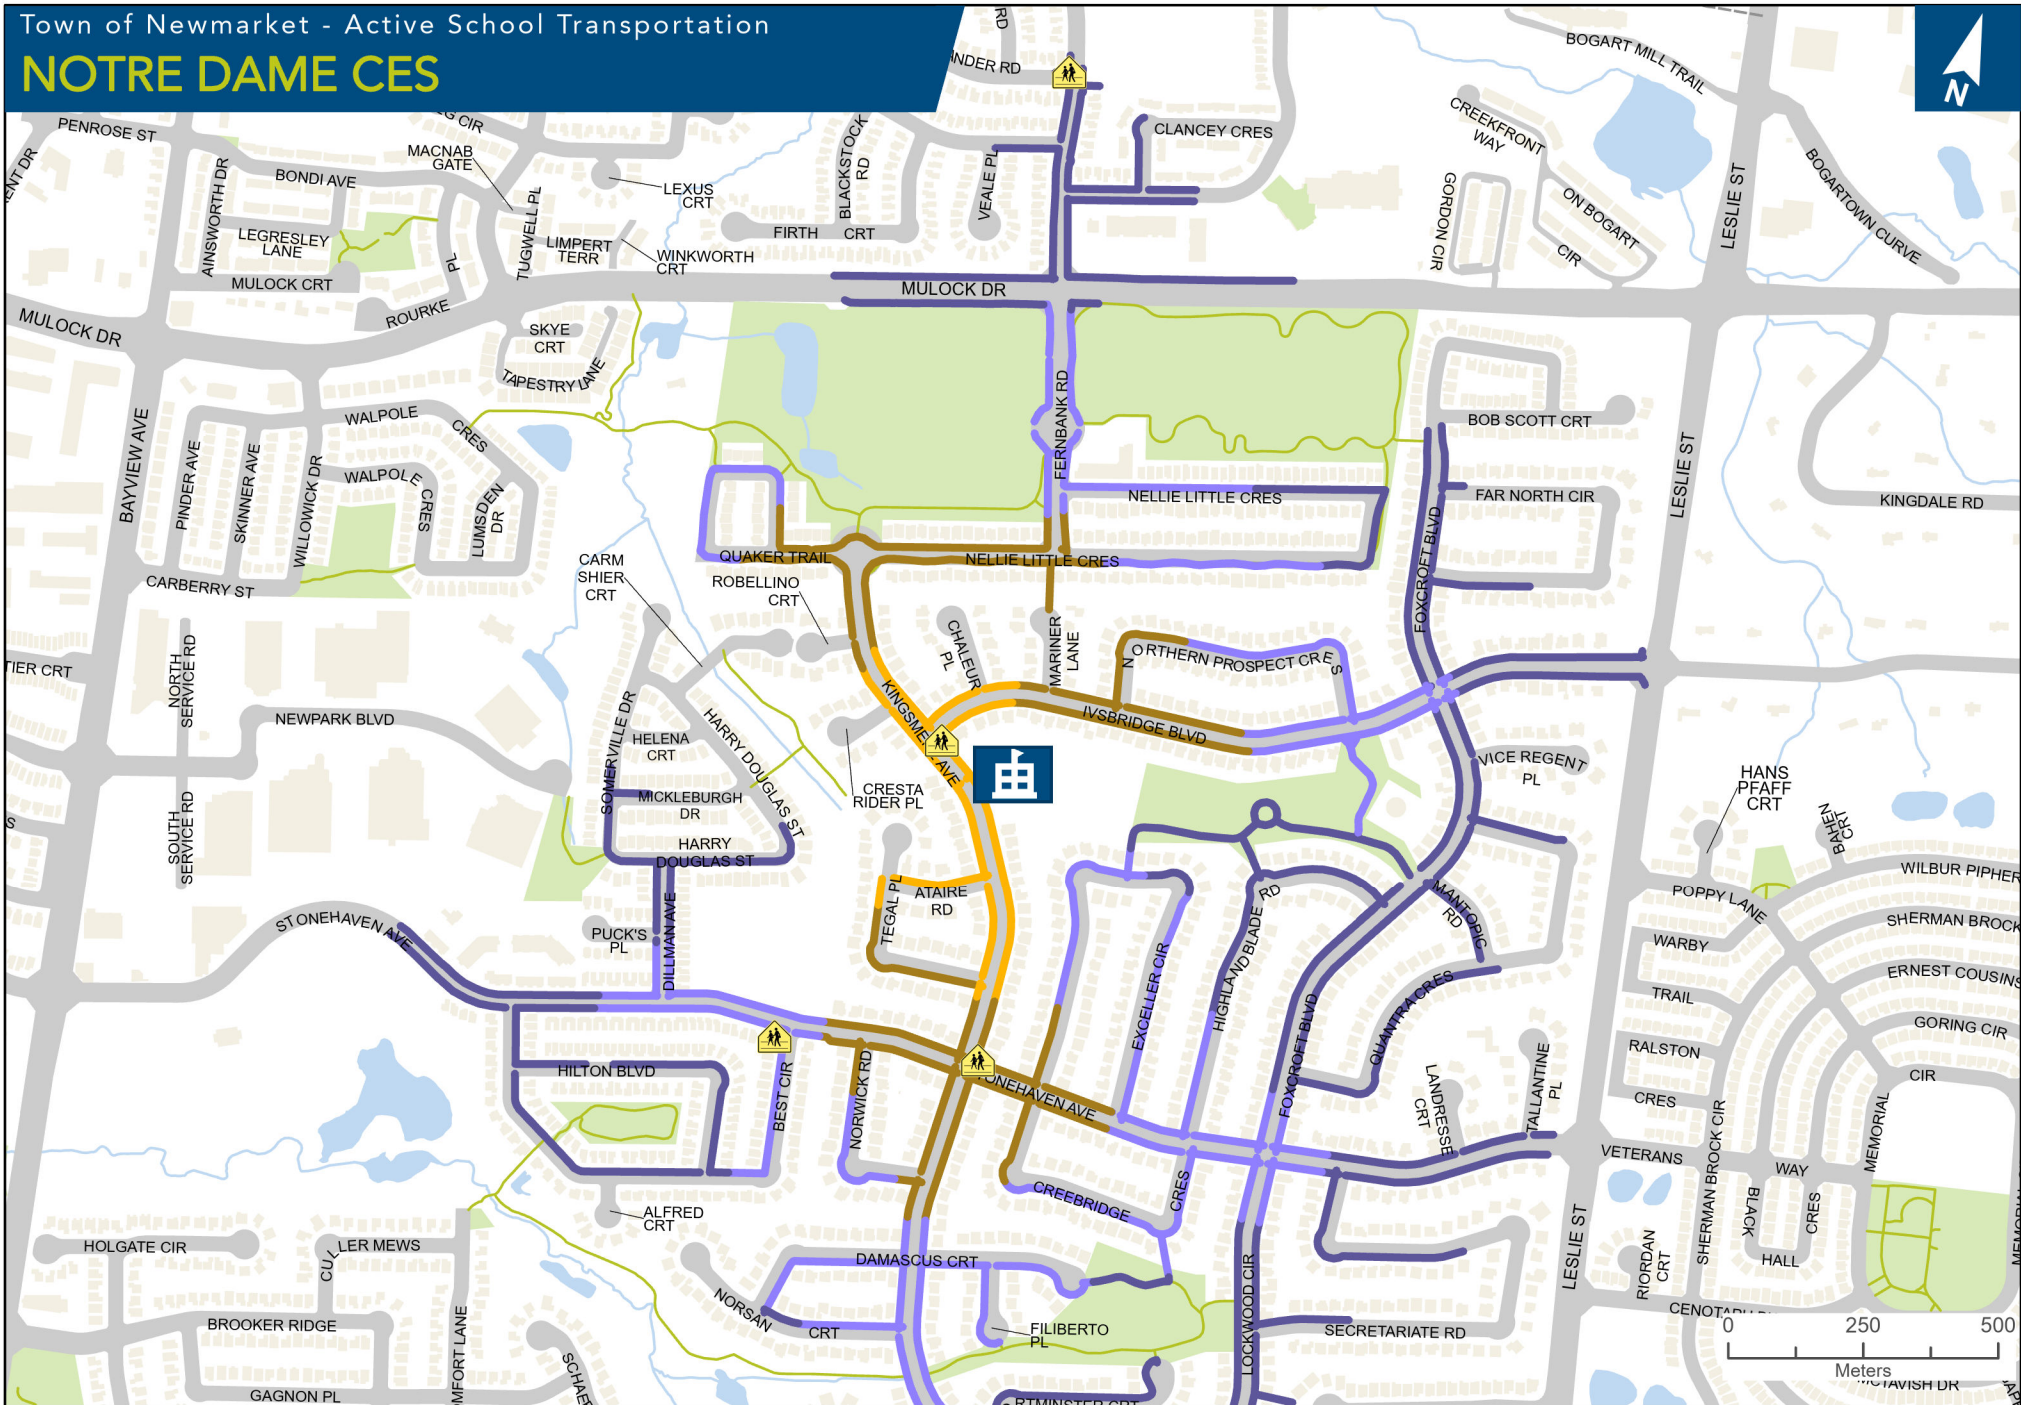 Town of Newmarket - Active School Transportation
NOTRE DAME CES
N
PENROSE ST
BONDI AVE
MACNAB
GATE
AINSWORTH DR
LEGRESLEY
LANE
MULOCK CRT
PL
ROURKE
TUGWELL PL
LIMPERT
TERR
LEXUS
CRT
WINKWORTH
CRT
BLACKSTOCK
RD
FIRTH CRT
VEALE PL
RD
CLANCEY CRES
BOGART MILL TRAIL
CREEKFRONT
WAY
GORDON CIR
ON BOGART
CIR
LESLIE ST
BOGARTOWN CURVE
MULOCK DR
MULOCK DR
SKYE
CRT
TAPESTRY LANE
BAYVIEW AVE
WALPOLE
CRES
PINDER AVE
SKINNER AVE
WILLOWICK DR
WALPOLE
CRES
LUMSDEN
DR
CARBERRY ST
FERNBANK RD
NELLIE LITTLE CRES
BOB SCOTT CRT
FAR NORTH CIR
FOXCROFT BLVD
LESLIE ST
KINGDALE RD
QUAKER TRAIL
NELLIE LITTLE CRES
CARM
SHIER
CRT
ROBELLINO
CRT
CHALEUR
PL
MARINER
LANE
NORTHERN PROSPECT CRES
IVSBRIDGE BLVD
TIER CRT
NORTH
SERVICE RD
NEWPARK BLVD
SOUTH
SERVICE RD
SOMERVILLE DR
HELENA
CRT
HARRY DOUGLAS ST
MICKLEBURGH
DR
HARRY
DOUGLAS ST
CRESTA
RIDER PL
VICE REGENT
PL
HANS
PFAFF
CRT
BAHEN
CRT
WILBUR PIPHER
POPPY LANE
SHERMAN BROCK
WARBY
TRAIL
ERNEST COUSINS
GORING CIR
TEGAL PL
ATAIRE
RD
STONEHAVEN AVE
PUCK'S
PL
DILLMAN AVE
EXCELLER CIR
HIGHLAND BLADE
RD
MANTOPIC
RD
QUANTRA CRES
FOXCROFT BLVD
RALSTON
CRES
CIR
HILTON BLVD
BEST CIR
NORWICK RD
LANDRESSE
CRT
TALLANTINE
PL
VETERANS
WAY
MEMORIAL
SHERMAN BROCK CIR
BLACK
CRES
HALL
CREEBRIDGE
CRES
ALFRED
CRT
HOLGATE CIR
CULLER MEWS
DAMASCUS CRT
NORSAN
CRT
FILIBERTO
PL
LOCKWOOD CIR
SECRETARIATE RD
LESLIE ST
RIORDAN
CRT
BROOKER RIDGE
GAGNON PL
0 250 500
Meters